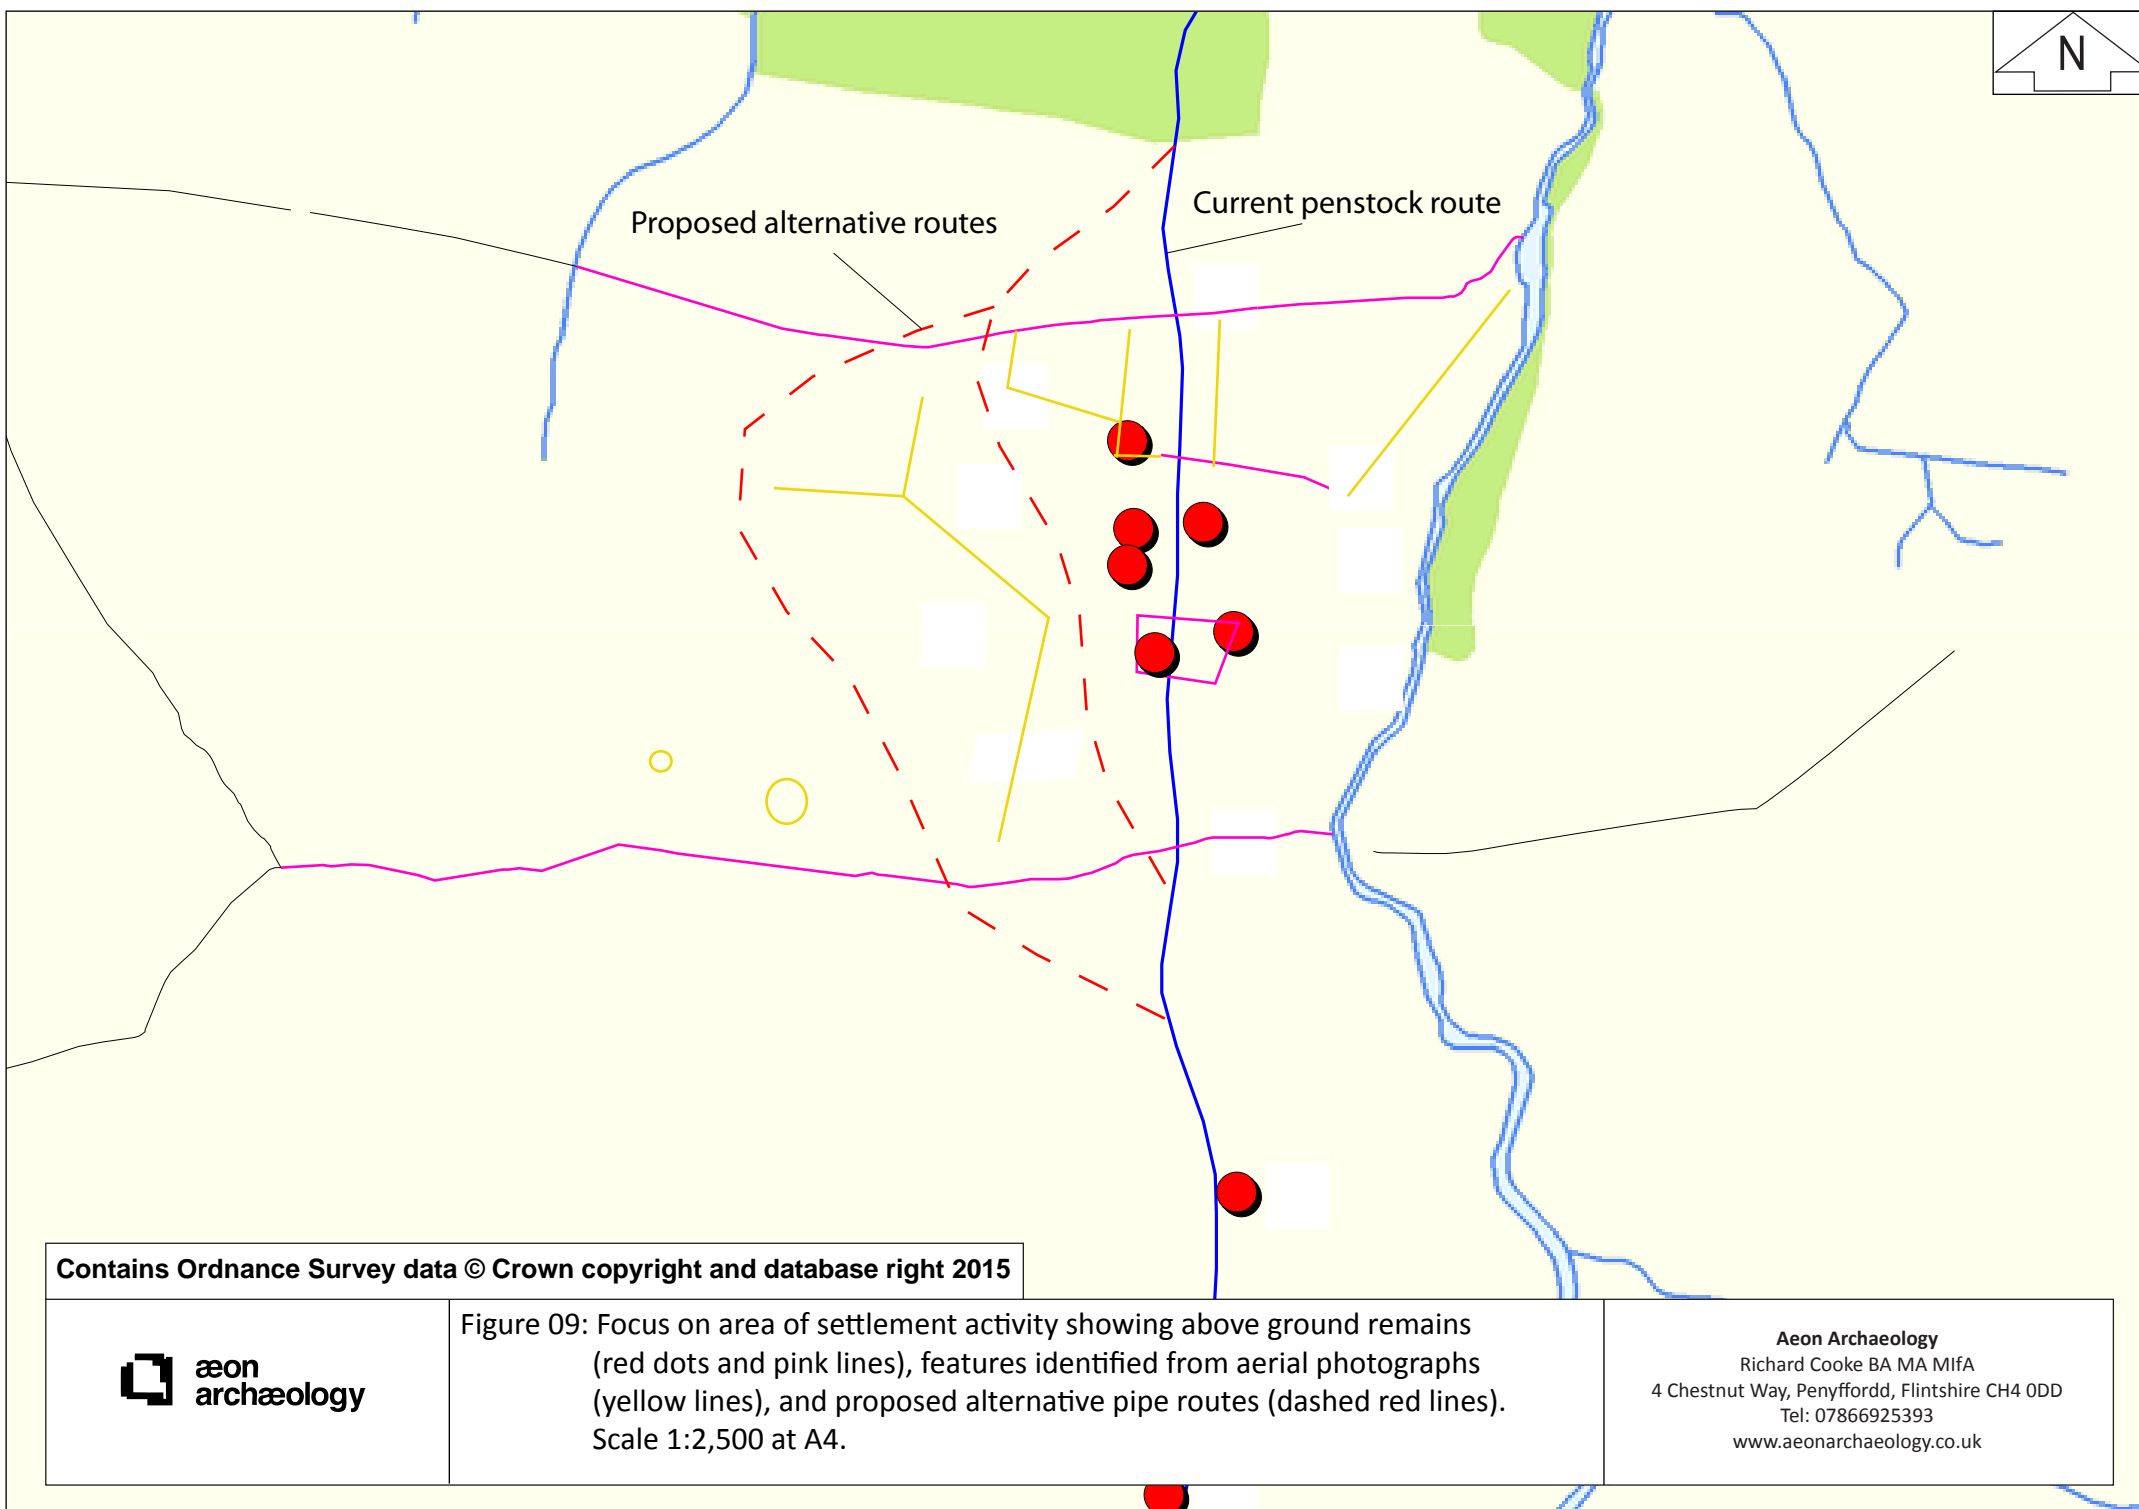 N
Proposed alternative routes
Current penstock route
Contains Ordnance Survey data © Crown copyright and database right 2015
æon
archæology
Figure 09: Focus on area of settlement activity showing above ground remains
(red dots and pink lines), features identified from aerial photographs
(yellow lines), and proposed alternative pipe routes (dashed red lines).
Scale 1:2,500 at A4.
Aeon Archaeology
Richard Cooke BA MA MIfA
4 Chestnut Way, Penyffordd, Flintshire CH4 0DD
Tel: 07866925393
www.aeonarchaeology.co.uk